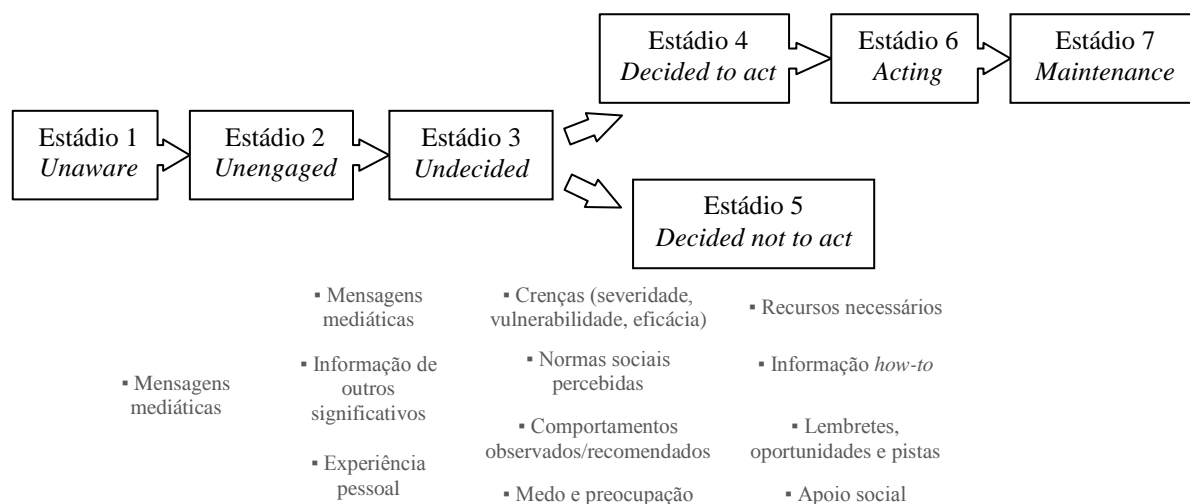 Estádio 4
Decided to act
Estádio 6
Acting
Estádio 7
Maintenance
Estádio 1
Unaware
Estádio 2
Unengaged
Estádio 3
Undecided
Estádio 5
Decided not to act
▪ Mensagens
mediáticas
▪ Mensagens
mediáticas
▪ Informação de
outros
significativos
▪ Experiência
pessoal
▪ Crenças (severidade,
vulnerabilidade, eficácia)
▪ Normas sociais
percebidas
▪ Comportamentos
observados/recomendados
▪ Medo e preocupação
▪ Recursos necessários
▪ Informação how-to
▪ Lembretes,
oportunidades e pistas
▪ Apoio social